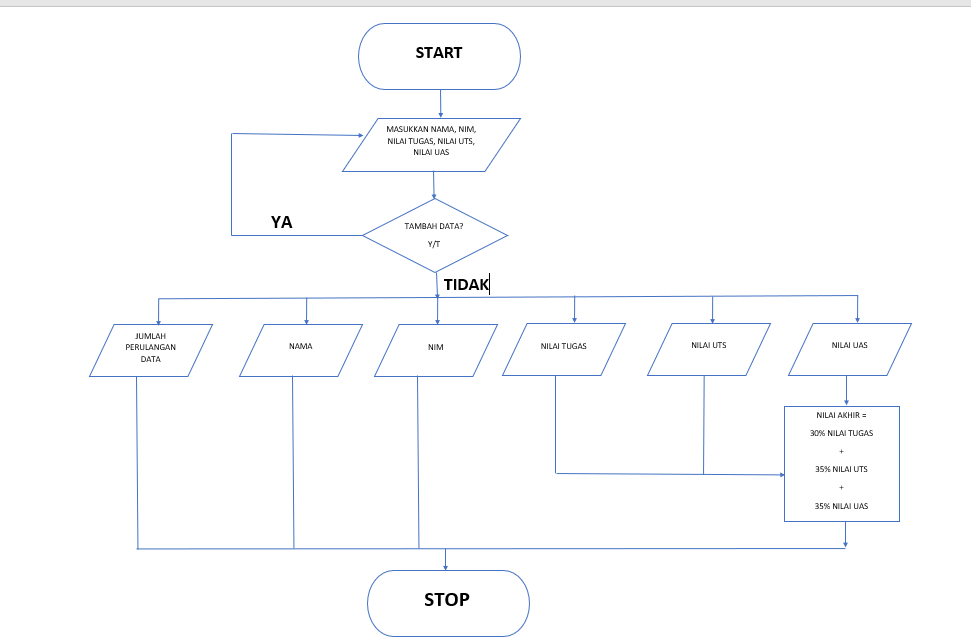 START
MASUKKAN NAMA, NIM,
NILAI TUGAS, NILAI UTS,
NILAI UAS
YA
TAMBAH DATA?
Y/T
TIDAK
JUMLAH
PERULANGAN
DATA
NAMA
NIM
NILAI TUGAS
NILAI UTS
NILAI UAS
NILAI AKHIR =
30% NILAI TUGAS
+
35% NILAI UTS
+
35% NILAI UAS
STOP